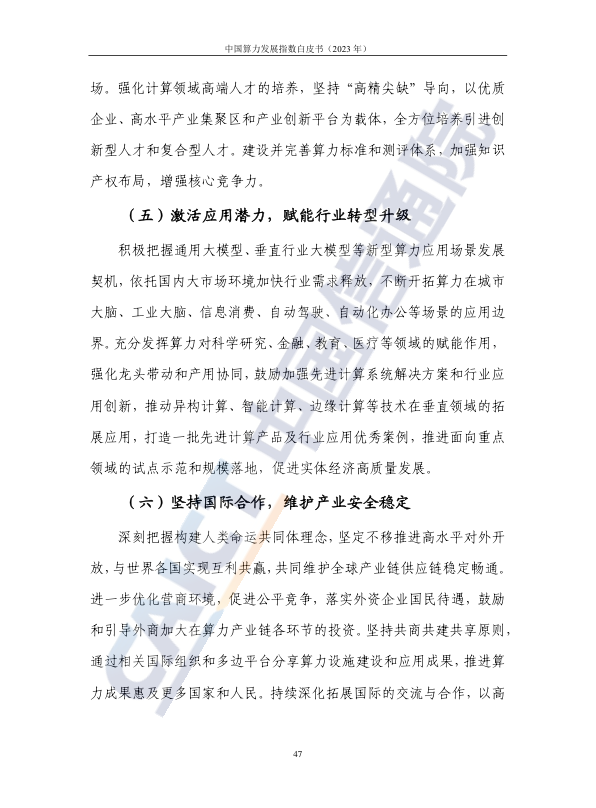 中国算力发展指数白皮书（2023 年）
场。强化计算领域高端人才的培养，坚持“高精尖缺”导向，以优质
企业、高水平产业集聚区和产业创新平台为载体，全方位培养引进创
新型人才和复合型人才。建设并完善算力标准和测评体系，加强知识
产权布局，增强核心竞争力。
（五）激活应用潜力，赋能行业转型升级
积极把握通用大模型、垂直行业大模型等新型算力应用场景发展
契机，依托国内大市场环境加快行业需求释放，不断开拓算力在城市
大脑、工业大脑、信息消费、自动驾驶、自动化办公等场景的应用边
界。充分发挥算力对科学研究、金融、教育、医疗等领域的赋能作用，
强化龙头带动和产用协同，鼓励加强先进计算系统解决方案和行业应
用创新，推动异构计算、智能计算、边缘计算等技术在垂直领域的拓
展应用，打造一批先进计算产品及行业应用优秀案例，推进面向重点
领域的试点示范和规模落地，促进实体经济高质量发展。
（六）坚持国际合作，维护产业安全稳定
深刻把握构建人类命运共同体理念，坚定不移推进高水平对外开
放，与世界各国实现互利共赢，共同维护全球产业链供应链稳定畅通。
进一步优化营商环境，促进公平竞争，落实外资企业国民待遇，鼓励
和引导外商加大在算力产业链各环节的投资。坚持共商共建共享原则，
通过相关国际组织和多边平台分享算力设施建设和应用成果，推进算
力成果惠及更多国家和人民。持续深化拓展国际的交流与合作，以高
47
CAICT 中国信通院